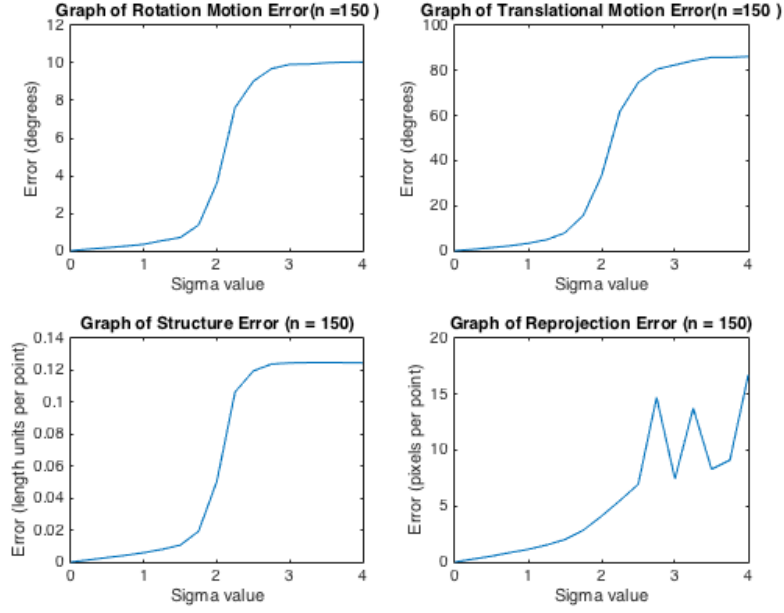 Graph of Rotation Motion Error(n =150 )
12
10
8
6
4
2
0
Error (degrees)
0 1 2 3 4
Sigma value
Graph of Translational Motion Error(n =150 )
100
80
60
40
20
0
Error (degrees)
0 1 2 3 4
Sigma value
Graph of Structure Error (n = 150)
0.14
0.12
0.1
0.08
0.06
0.04
0.02
0
Error (length units per point)
0 1 2 3 4
Sigma value
Graph of Reprojection Error (n = 150)
20
15
10
5
0
Error (pixels per point)
0 1 2 3 4
Sigma value